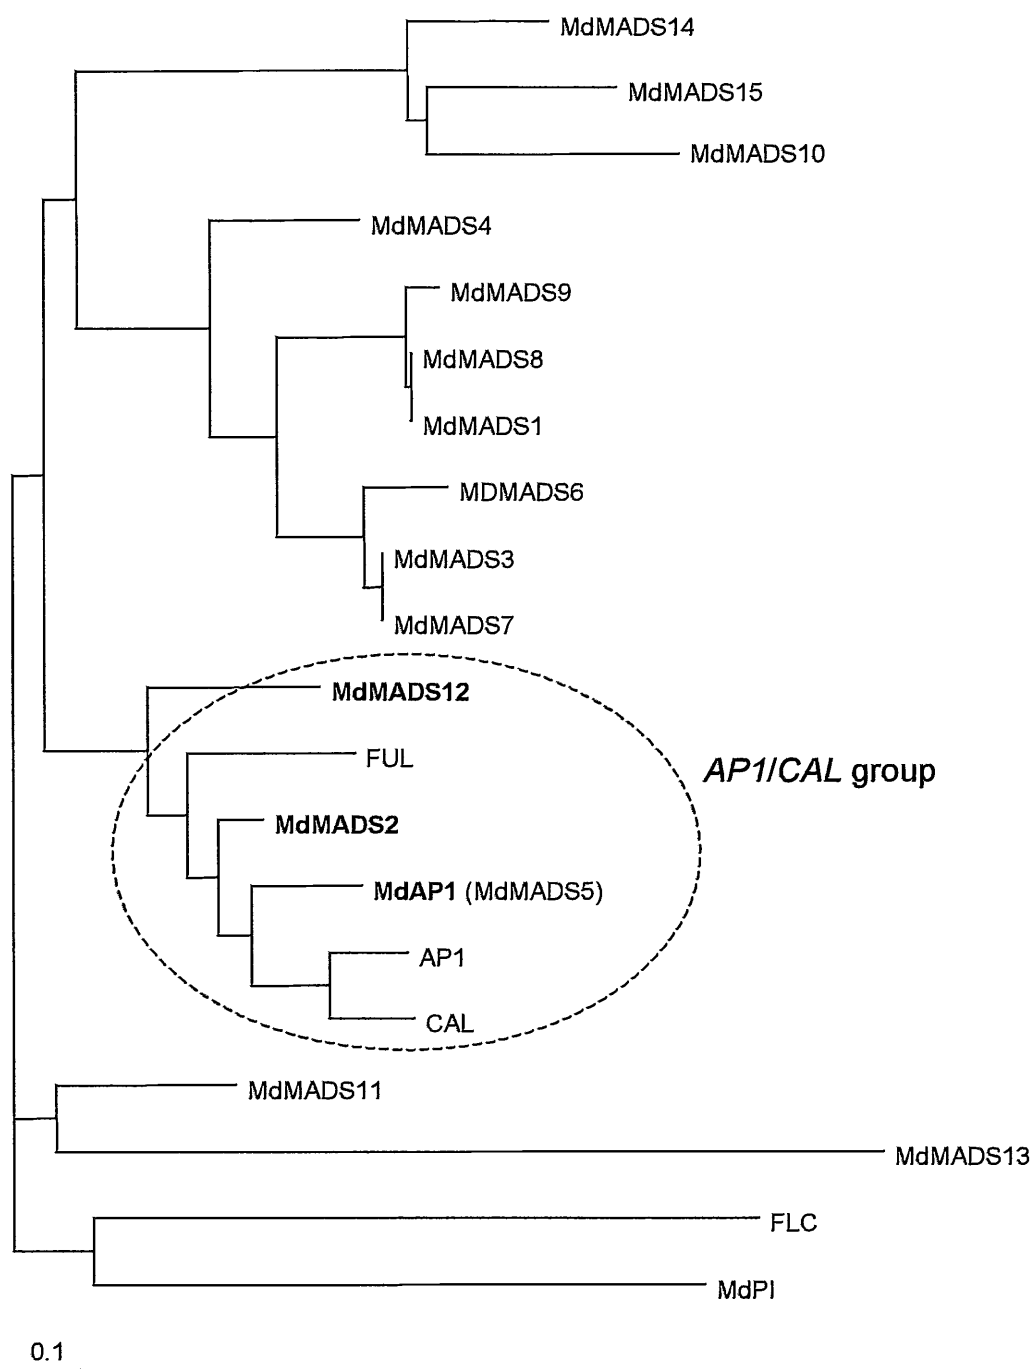 MdMADS14
MdMADS15
MdMADS10
MdMADS4
MdMADS9
MdMADS8
MdMADS1
MDMADS6
MdMADS3
MdMADS7
MdMADS12
FUL
AP1/CAL group
MdMADS2
MdAP1 (MdMADS5)
AP1
CAL
MdMADS11
MdMADS13
FLC
MdPI
0.1